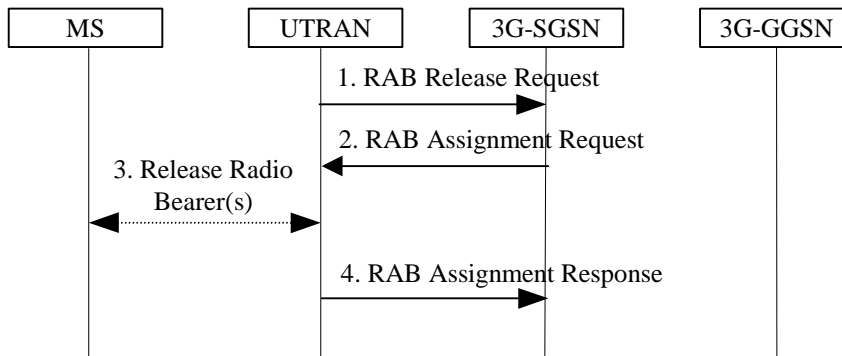 MS
UTRAN
3G-SGSN
3G-GGSN
1. RAB Release Request
2. RAB Assignment Request
3. Release Radio
Bearer(s)
4. RAB Assignment Response